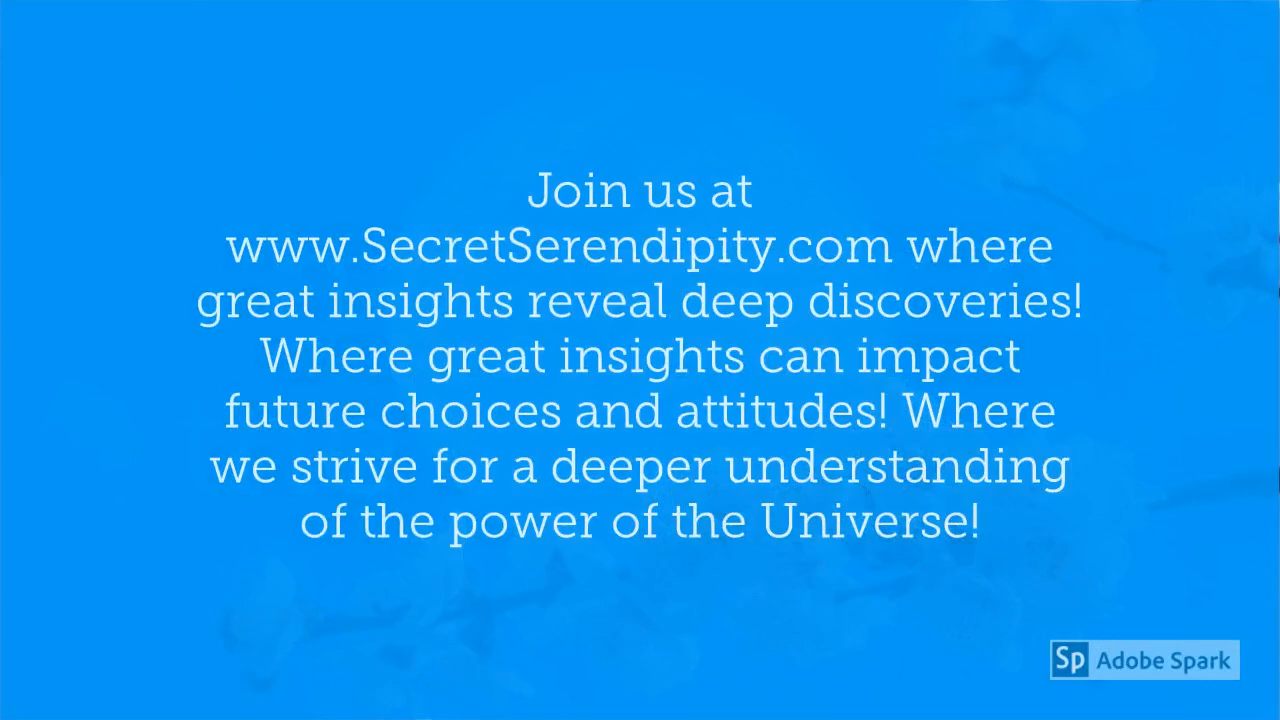 Join us at
www.SecretSerendipity.com where
great insights reveal deep discoveries!
Where great insights can impact
future choices and attitudes! Where
we strive for a deeper understanding
of the power of the Universe!
Sp Adobe Spark